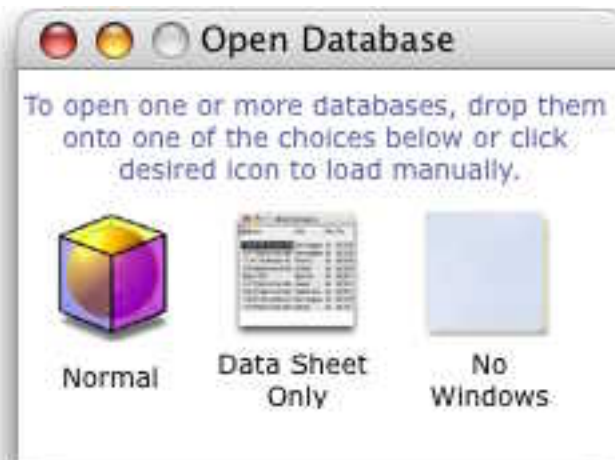 Open Database
To open one or more databases, drop them
onto one of the choices below or click
desired icon to load manually.
Normal
Data Sheet
Only
No
Windows